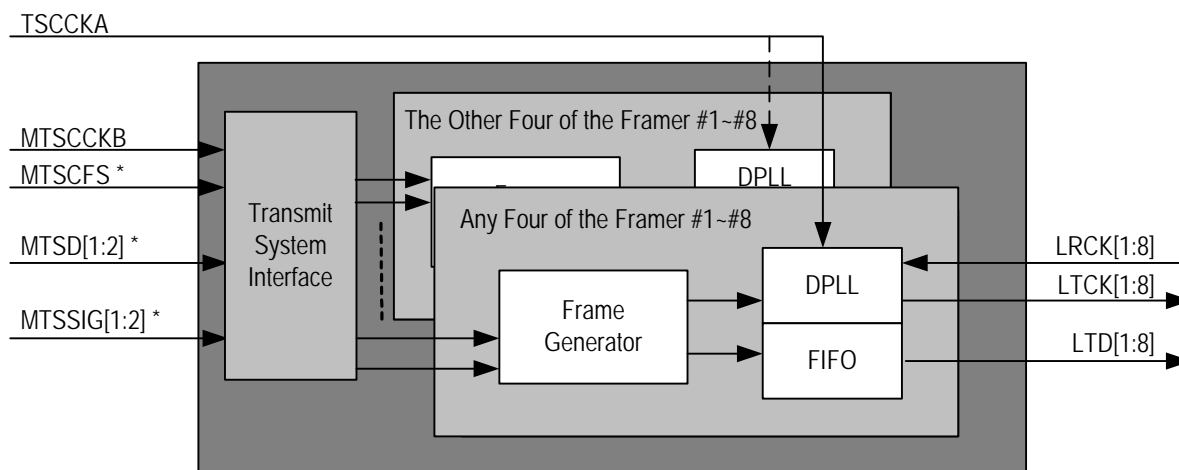 TSCCKA
MTSCCKB
MTSCFS *
MTSD[1:2] *
MTSSIG[1:2] *
Transmit
System
Interface
The Other Four of the Framer #1~#8
DPLL
Any Four of the Framer #1~#8
Frame
Generator
DPLL
FIFO
LRCK[1:8]
LTCK[1:8]
LTD[1:8]